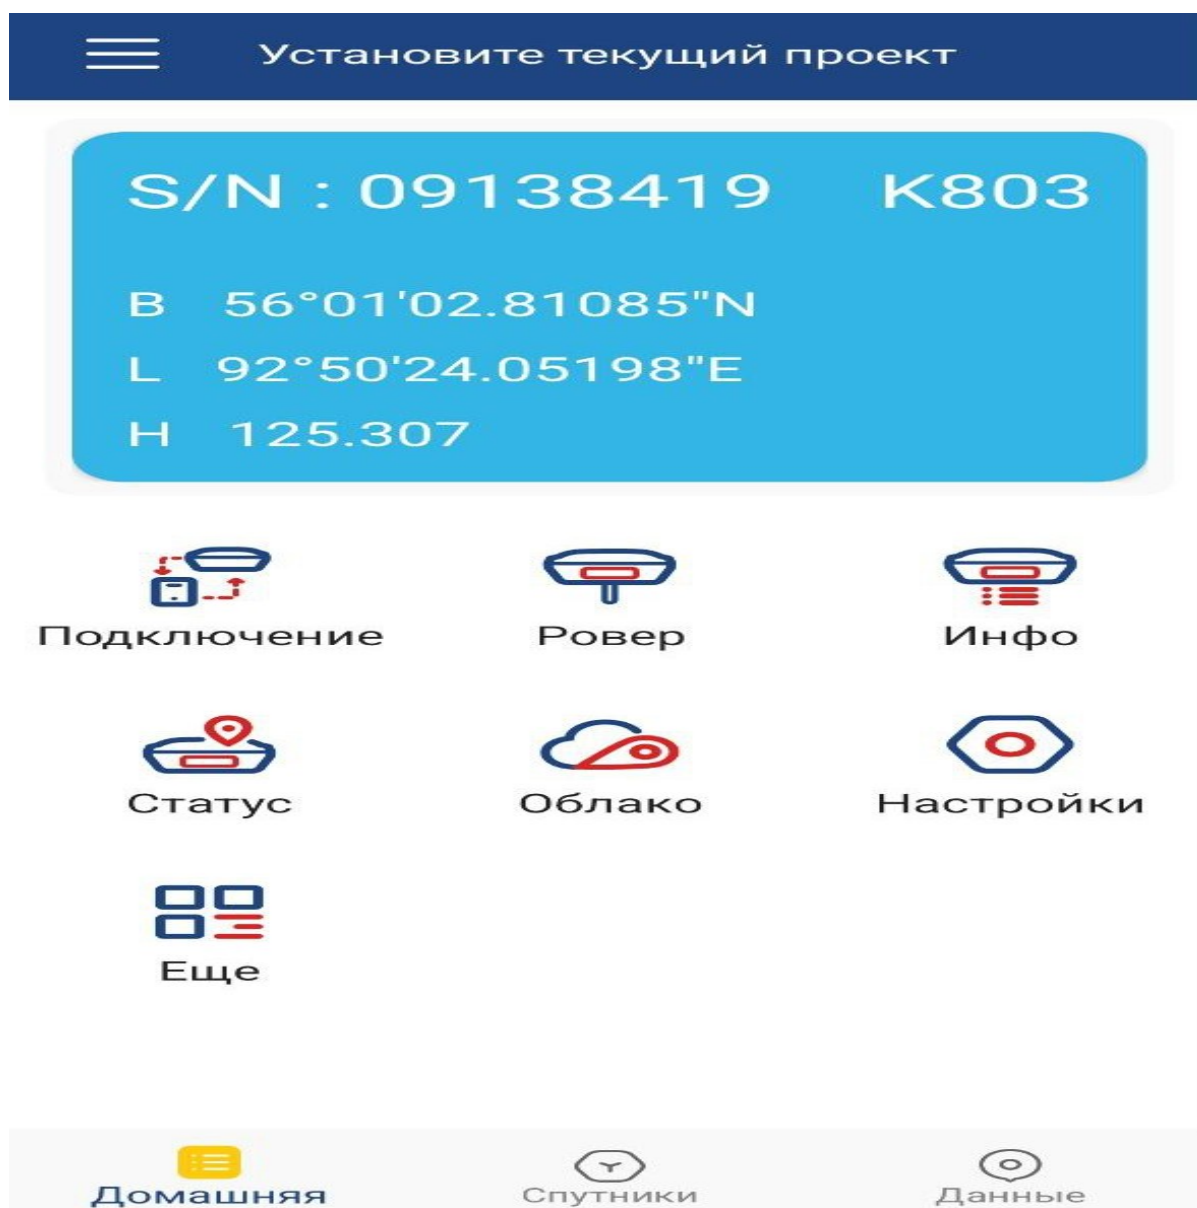 Установите текущий проект
S/N : 09138419 K803
B 56°01'02.81085"N
L 92°50'24.05198"E
H 125.307
Подключение Ровер Инфо
Статус Облако Настройки
Еще
Домашняя Спутники Данные